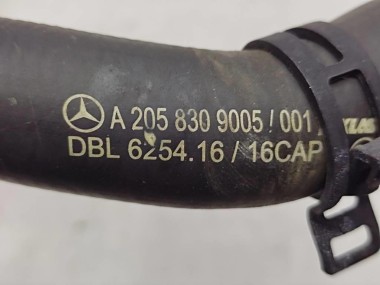 A 205 830 9005 / 001
DBL 6254.16 / 16CAP